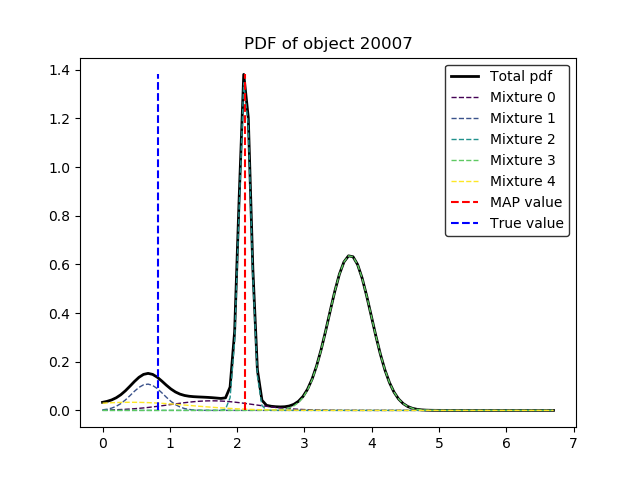 PDF of object 20007
Total pdf
Mixture 0
Mixture 1
Mixture 2
Mixture 3
Mixture 4
MAP value
True value
1.4
1.2
1.0
0.8
0.6
0.4
0.2
0.0
0 1 2 3 4 5 6 7